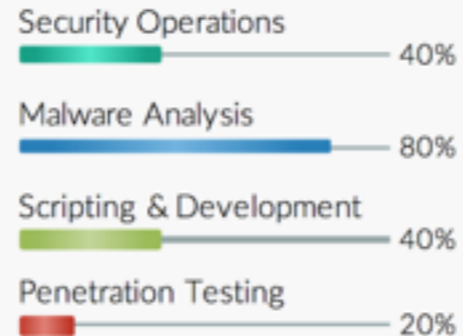 Security Operations
40%
Malware Analysis
80%
Scripting & Development
40%
Penetration Testing
20%